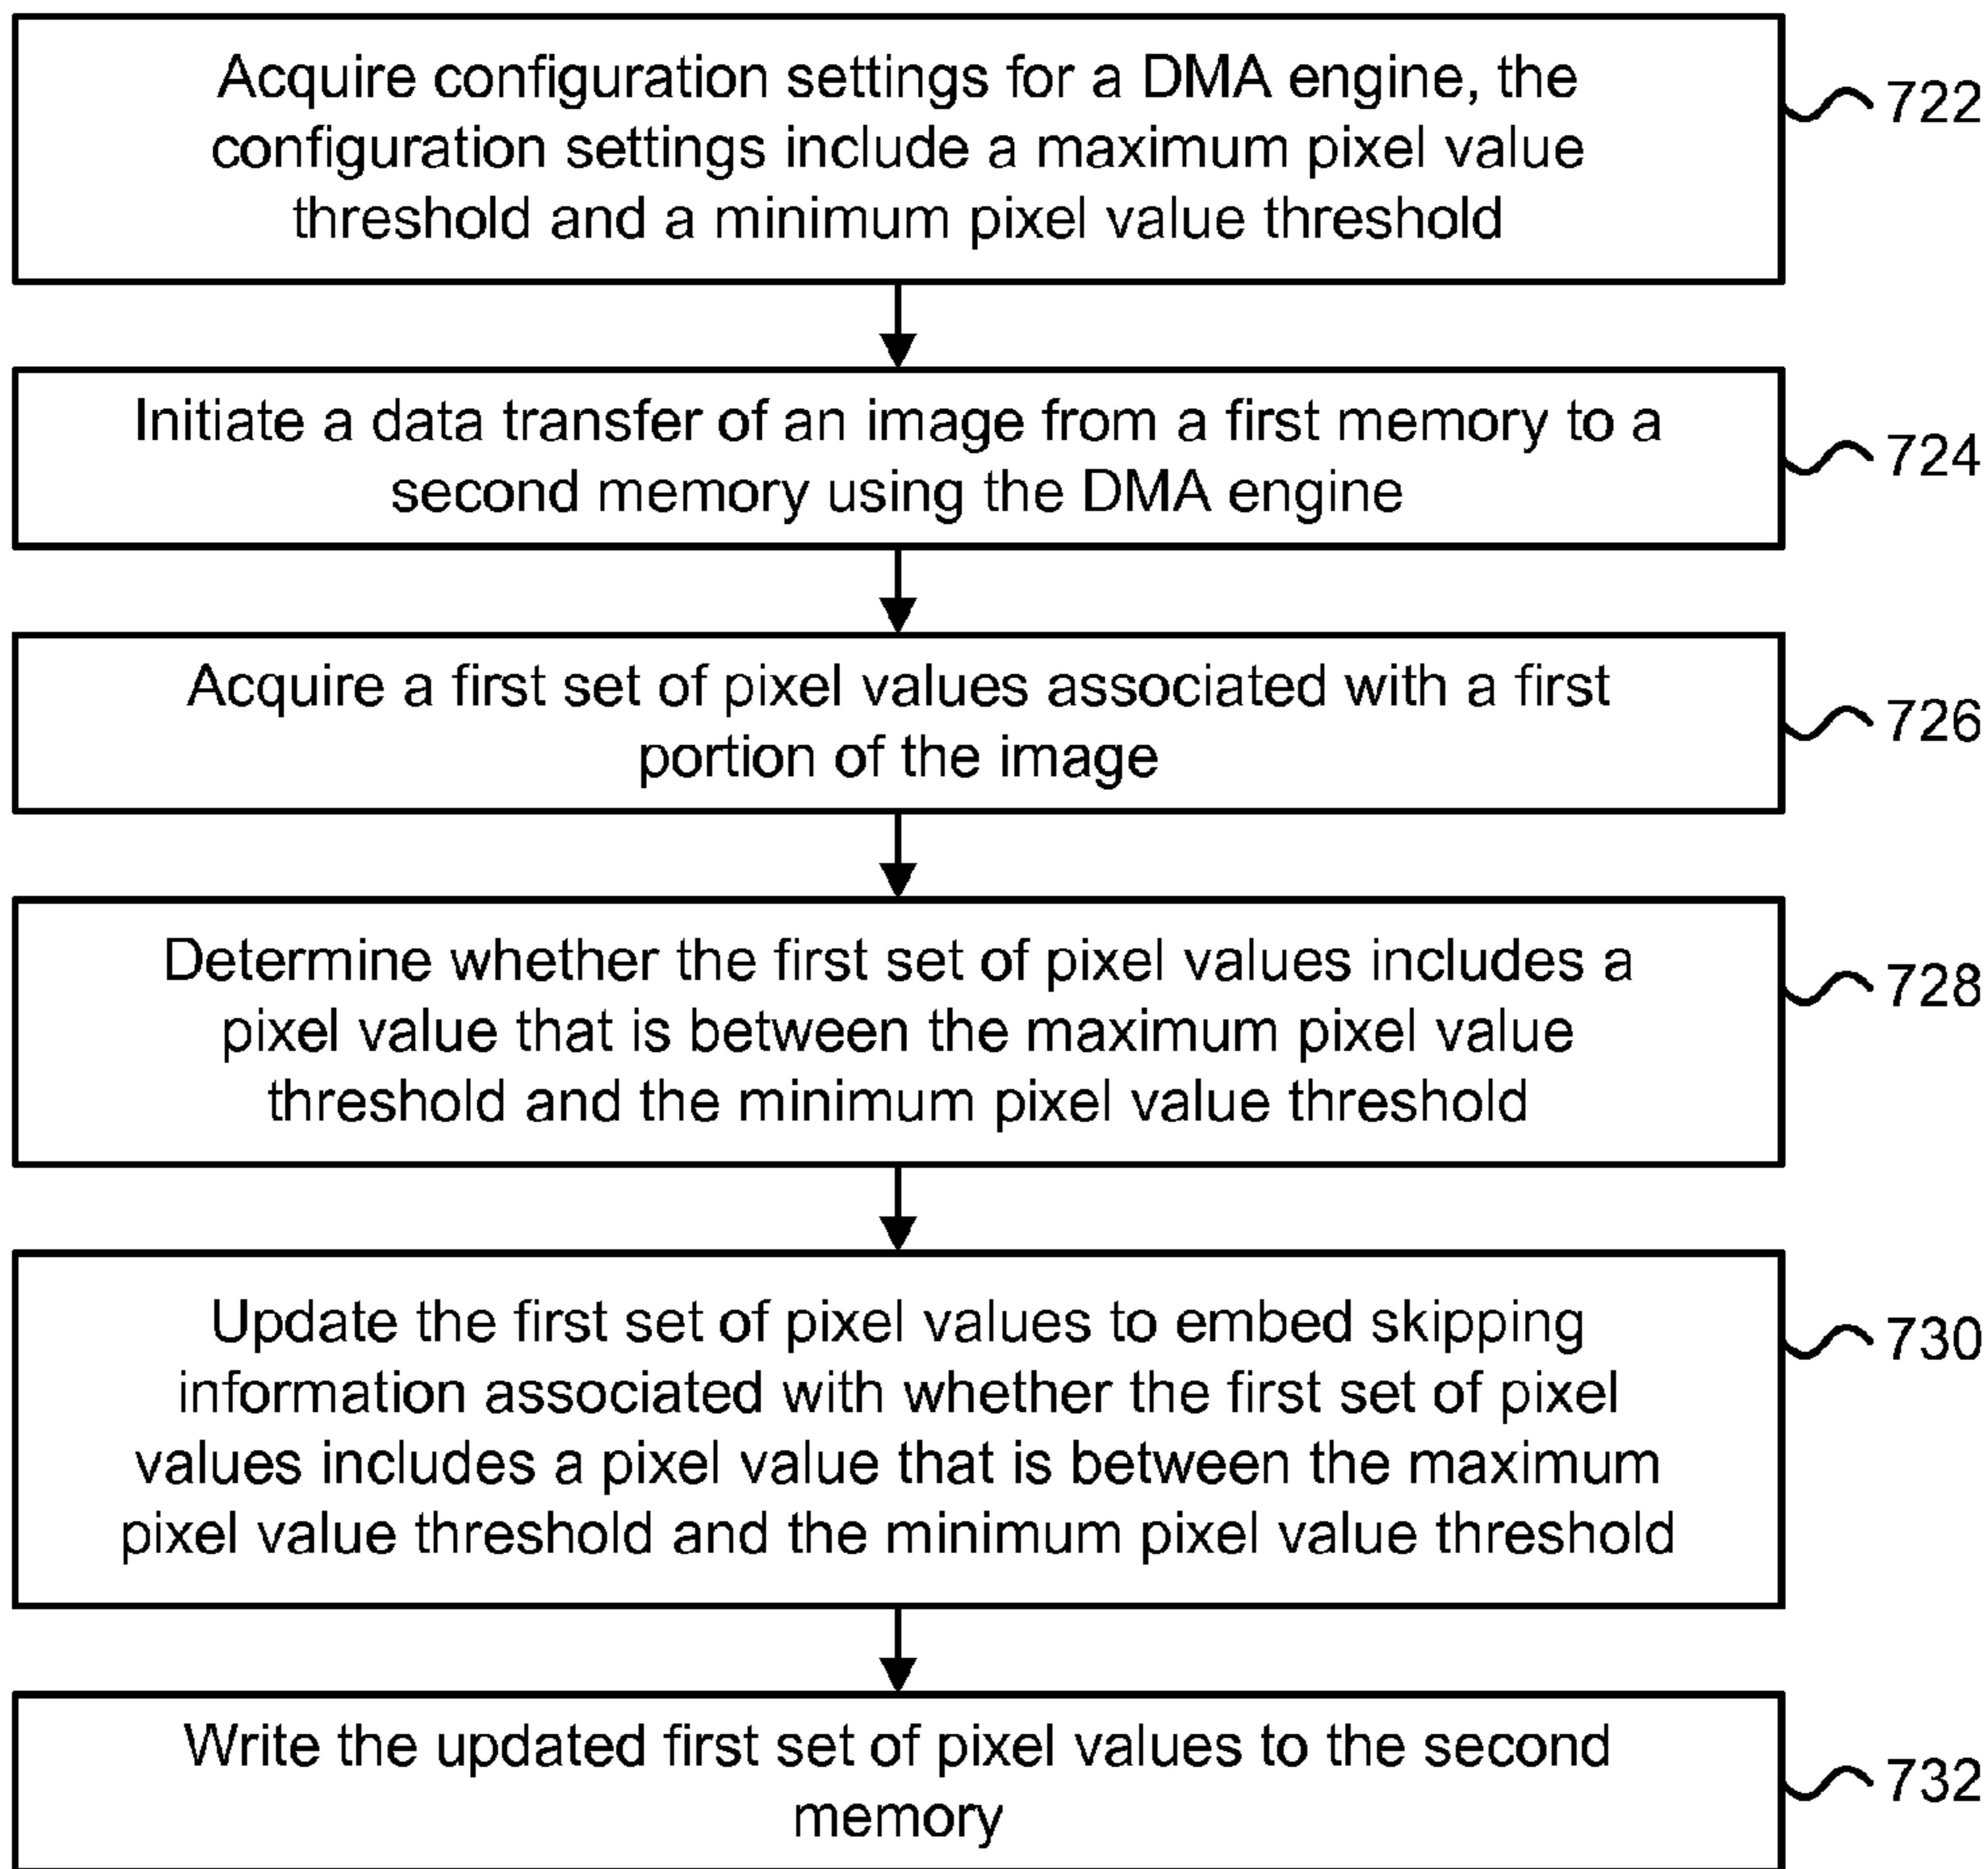 Acquire configuration settings for a DMA engine, the
configuration settings include a maximum pixel value
threshold and a minimum pixel value threshold
722
Initiate a data transfer of an image from a first memory to a
second memory using the DMA engine
724
Acquire a first set of pixel values associated with a first
portion of the image
726
Determine whether the first set of pixel values includes a
pixel value that is between the maximum pixel value
threshold and the minimum pixel value threshold
728
Update the first set of pixel values to embed skipping
information associated with whether the first set of pixel
values includes a pixel value that is between the maximum
pixel value threshold and the minimum pixel value threshold
730
Write the updated first set of pixel values to the second
memory
732